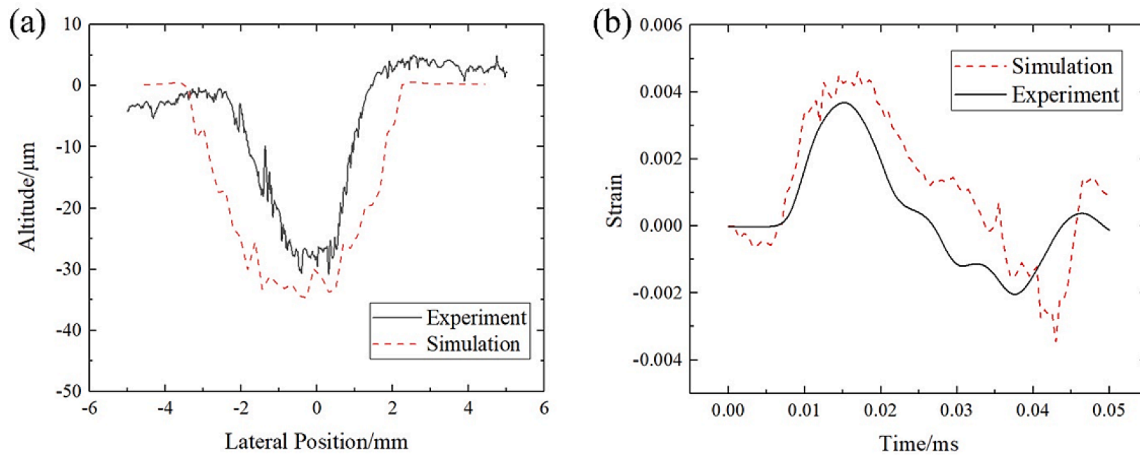 (a)
10
0
-10
-20
-30
-40
-50
Altitude/μm
Experiment
Simulation
-6
-4
-2
0
2
4
6
Lateral Position/mm
(b)
0.006
0.004
0.002
0.000
-0.002
-0.004
Strain
Simulation
Experiment
0.00
0.01
0.02
0.03
0.04
0.05
Time/ms